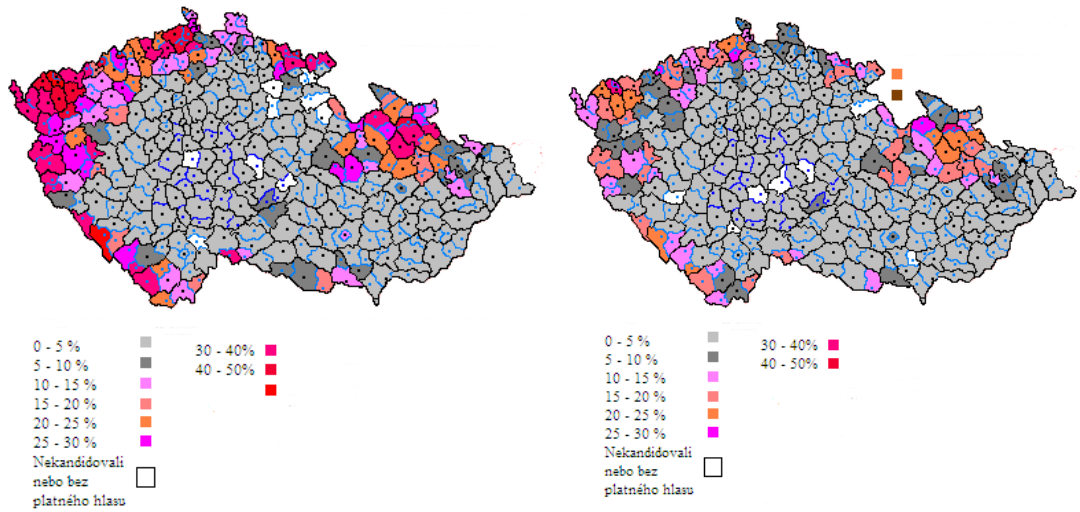 0 - 5 %
5 - 10 %
10 - 15 %
15 - 20 %
20 - 25 %
25 - 30 %
Nekandidovali
nebo bez
platného hlasu
30 - 40%
40 - 50%
0 - 5 %
5 - 10 %
10 - 15 %
15 - 20 %
20 - 25 %
25 - 30 %
Nekandidovali
nebo bez
platného hlasu
30 - 40%
40 - 50%